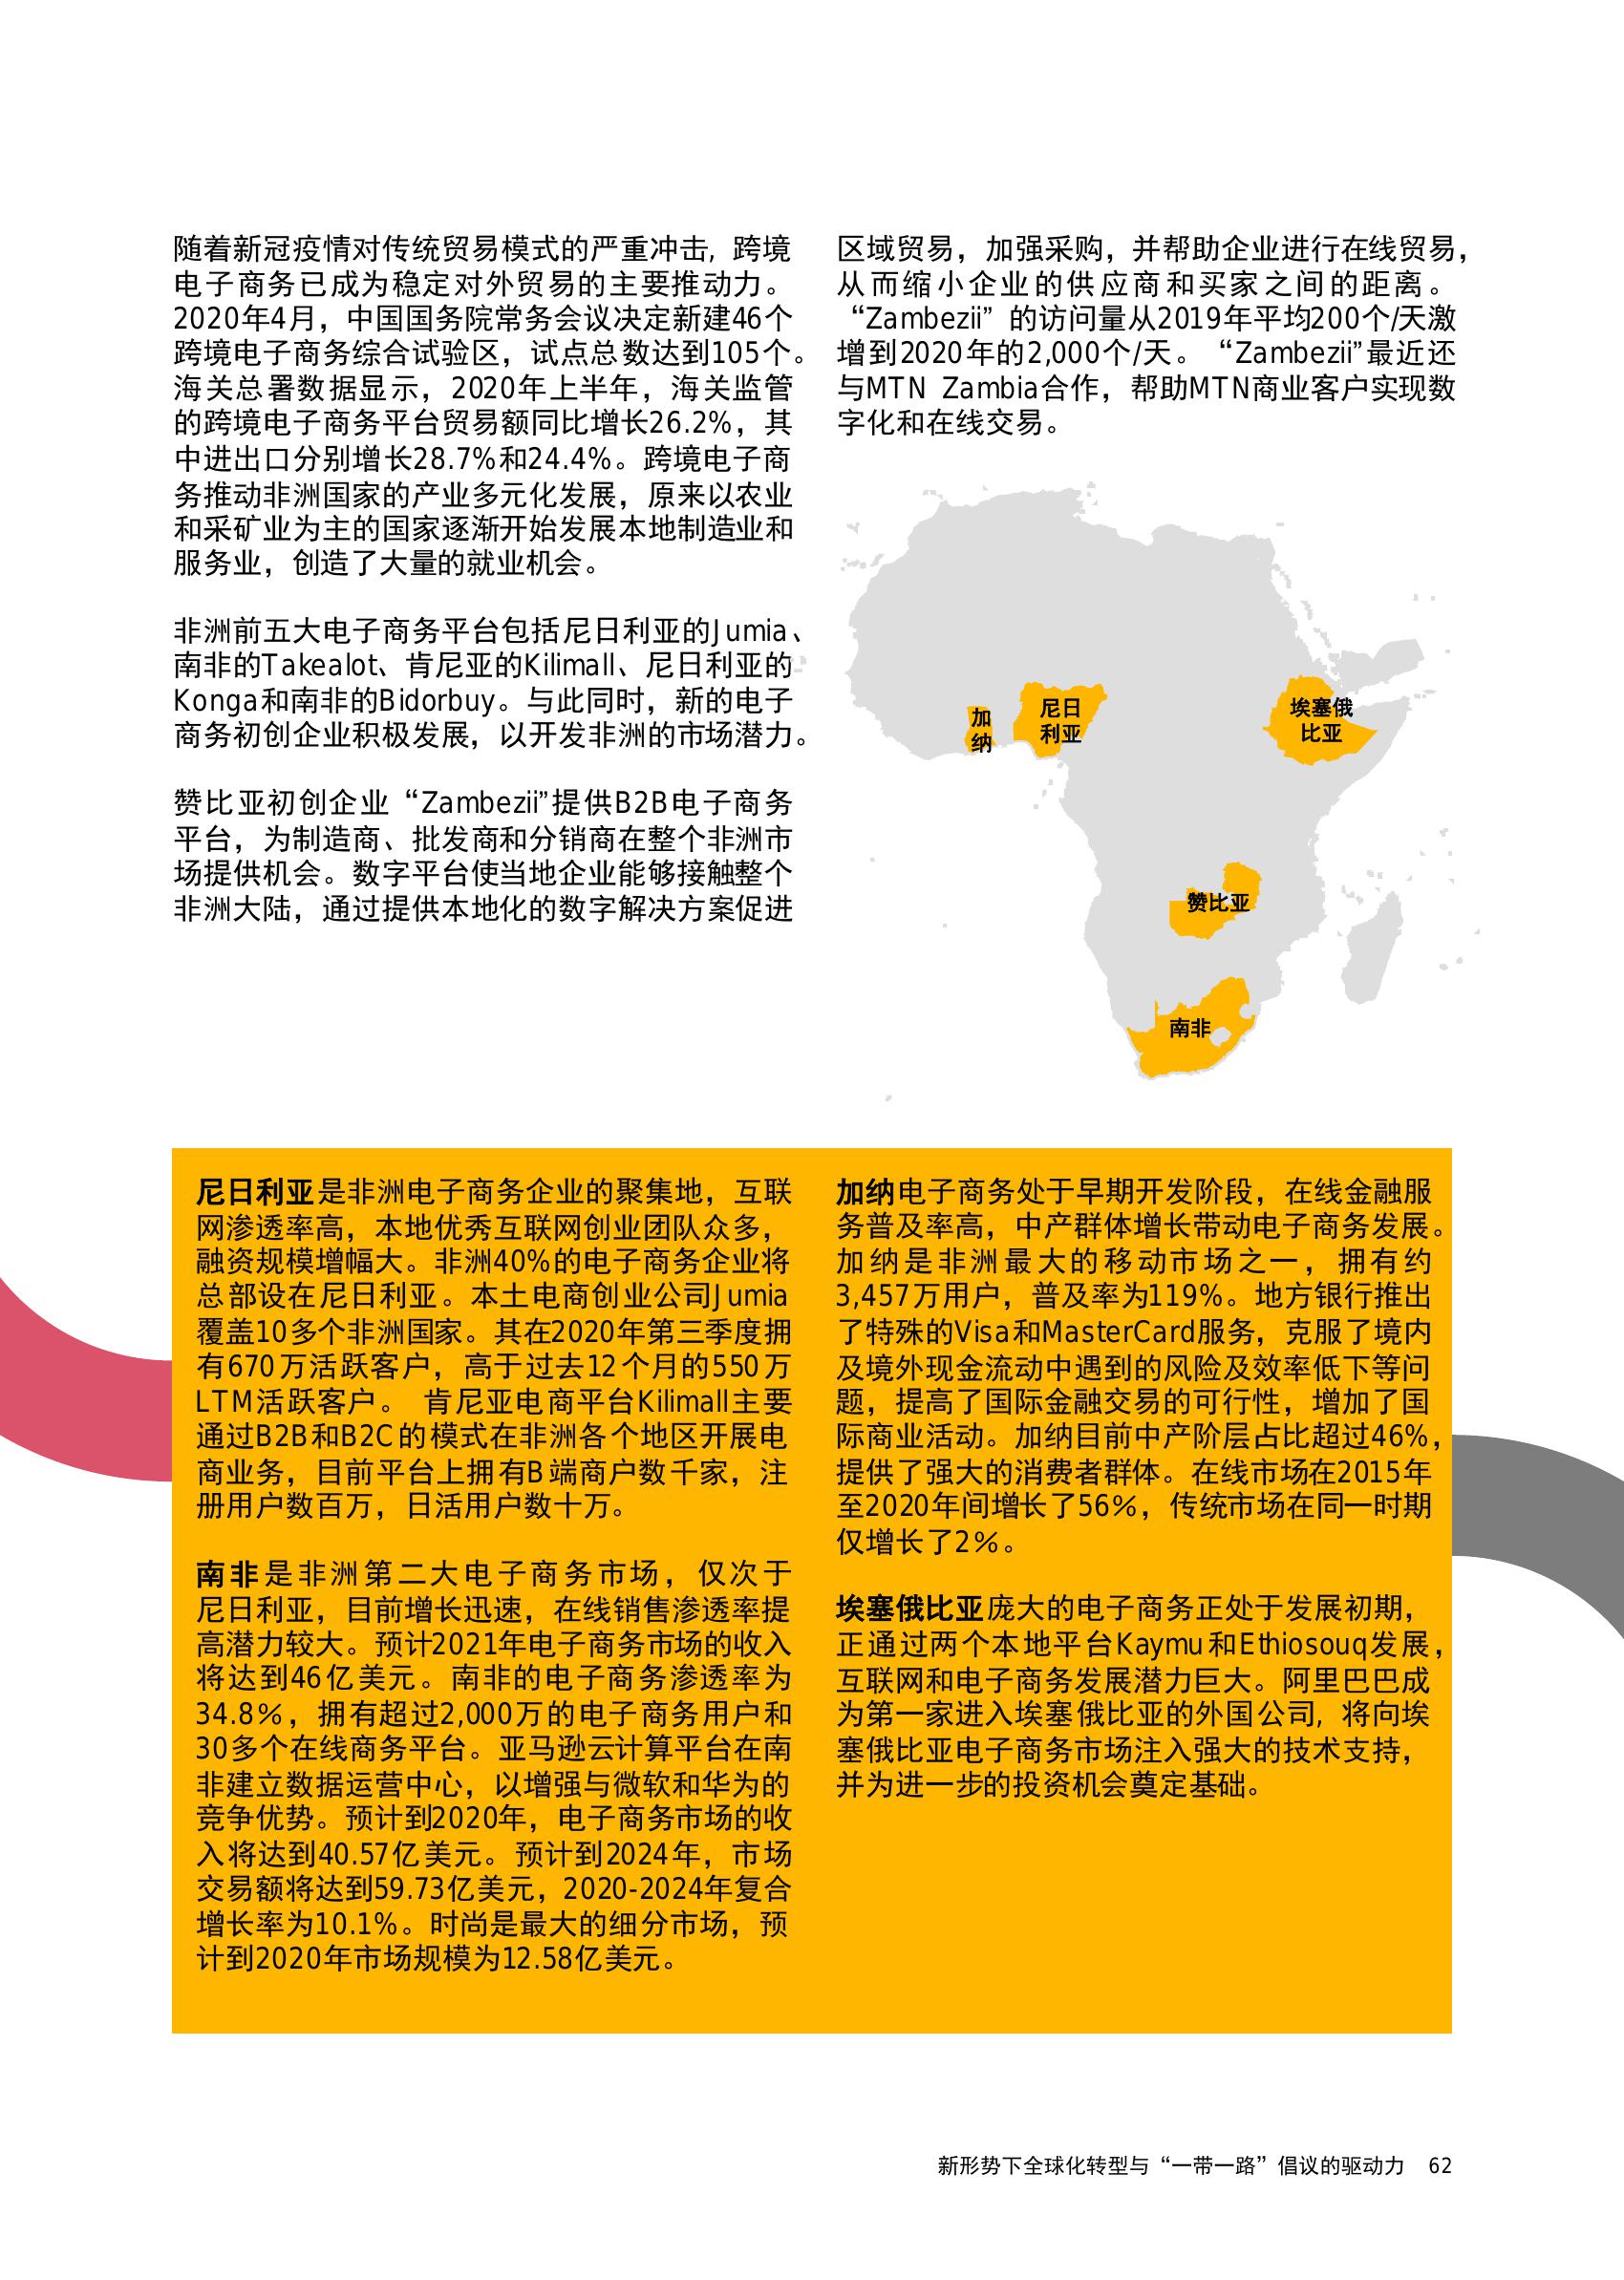 随着新冠疫情对传统贸易模式的严重冲击，跨境
电子商务已成为稳定对外贸易的主要推动力。
2020年4月，中国国务院常务会议决定新建46个
跨境电子商务综合试验区，试点总数达到105个。
海关总署数据显示，2020年上半年，海关监管
的跨境电子商务平台贸易额同比增长26.2%，其
中进出口分别增长28.7%和24.4%。跨境电子商
务推动非洲国家的产业多元化发展，原来以农业
和采矿业为主的国家逐渐开始发展本地制造业和
服务业，创造了大量的就业机会。
非洲前五大电子商务平台包括尼日利亚的Jumia、
南非的Takealot、肯尼亚的Kilimall、尼日利亚的
Konga和南非的Bidorbuy。与此同时，新的电子
商务初创企业积极发展，以开发非洲的市场潜力。
赞比亚初创企业“Zambezii”提供B2B电子商务
平台，为制造商、批发商和分销商在整个非洲市
场提供机会。数字平台使当地企业能够接触整个
非洲大陆，通过提供本地化的数字解决方案促进
区域贸易，加强采购，并帮助企业进行在线贸易，
从而缩小企业的供应商和买家之间的距离。
“Zambezii”的访问量从2019年平均200个/天激
增到2020年的2,000个/天。“Zambezii”最近还
与MTN Zambia合作，帮助MTN商业客户实现数
字化和在线交易。
加
纳
尼日
利亚
埃塞俄
比亚
赞比亚
南非
尼日利亚是非洲电子商务企业的聚集地，互联
网渗透率高，本地优秀互联网创业团队众多，
融资规模增幅大。非洲40%的电子商务企业将
总部设在尼日利亚。本土电商创业公司Jumia
覆盖10多个非洲国家。其在2020年第三季度拥
有670万活跃客户，高于过去12个月的550万
LTM活跃客户。 肯尼亚电商平台Kilimall主要
通过B2B和B2C的模式在非洲各个地区开展电
商业务，目前平台上拥有B端商户数千家，注
册用户数百万，日活用户数十万。
南非是非洲第二大电子商务市场，仅次于
尼日利亚，目前增长迅速，在线销售渗透率提
高潜力较大。预计2021年电子商务市场的收入
将达到46亿美元。南非的电子商务渗透率为
34.8%，拥有超过2,000万的电子商务用户和
30多个在线商务平台。亚马逊云计算平台在南
非建立数据运营中心，以增强与微软和华为的
竞争优势。预计到2020年，电子商务市场的收
入将达到40.57亿美元。预计到2024年，市场
交易额将达到59.73亿美元，2020-2024年复合
增长率为10.1%。时尚是最大的细分市场，预
计到2020年市场规模为12.58亿美元。
加纳电子商务处于早期开发阶段，在线金融服
务普及率高，中产群体增长带动电子商务发展。
加纳是非洲最大的移动市场之一，拥有约
3,457万用户，普及率为119%。地方银行推出
了特殊的Visa和MasterCard服务，克服了境内
及境外现金流动中遇到的风险及效率低下等问
题，提高了国际金融交易的可行性，增加了国
际商业活动。加纳目前中产阶层占比超过46%，
提供了强大的消费者群体。在线市场在2015年
至2020年间增长了56%，传统市场在同一时期
仅增长了2%。
埃塞俄比亚庞大的电子商务正处于发展初期，
正通过两个本地平台Kaymu和Ethiosouq发展，
互联网和电子商务发展潜力巨大。阿里巴巴成
为第一家进入埃塞俄比亚的外国公司，将向埃
塞俄比亚电子商务市场注入强大的技术支持，
并为进一步的投资机会奠定基础。
新形势下全球化转型与“一带一路”倡议的驱动力 62